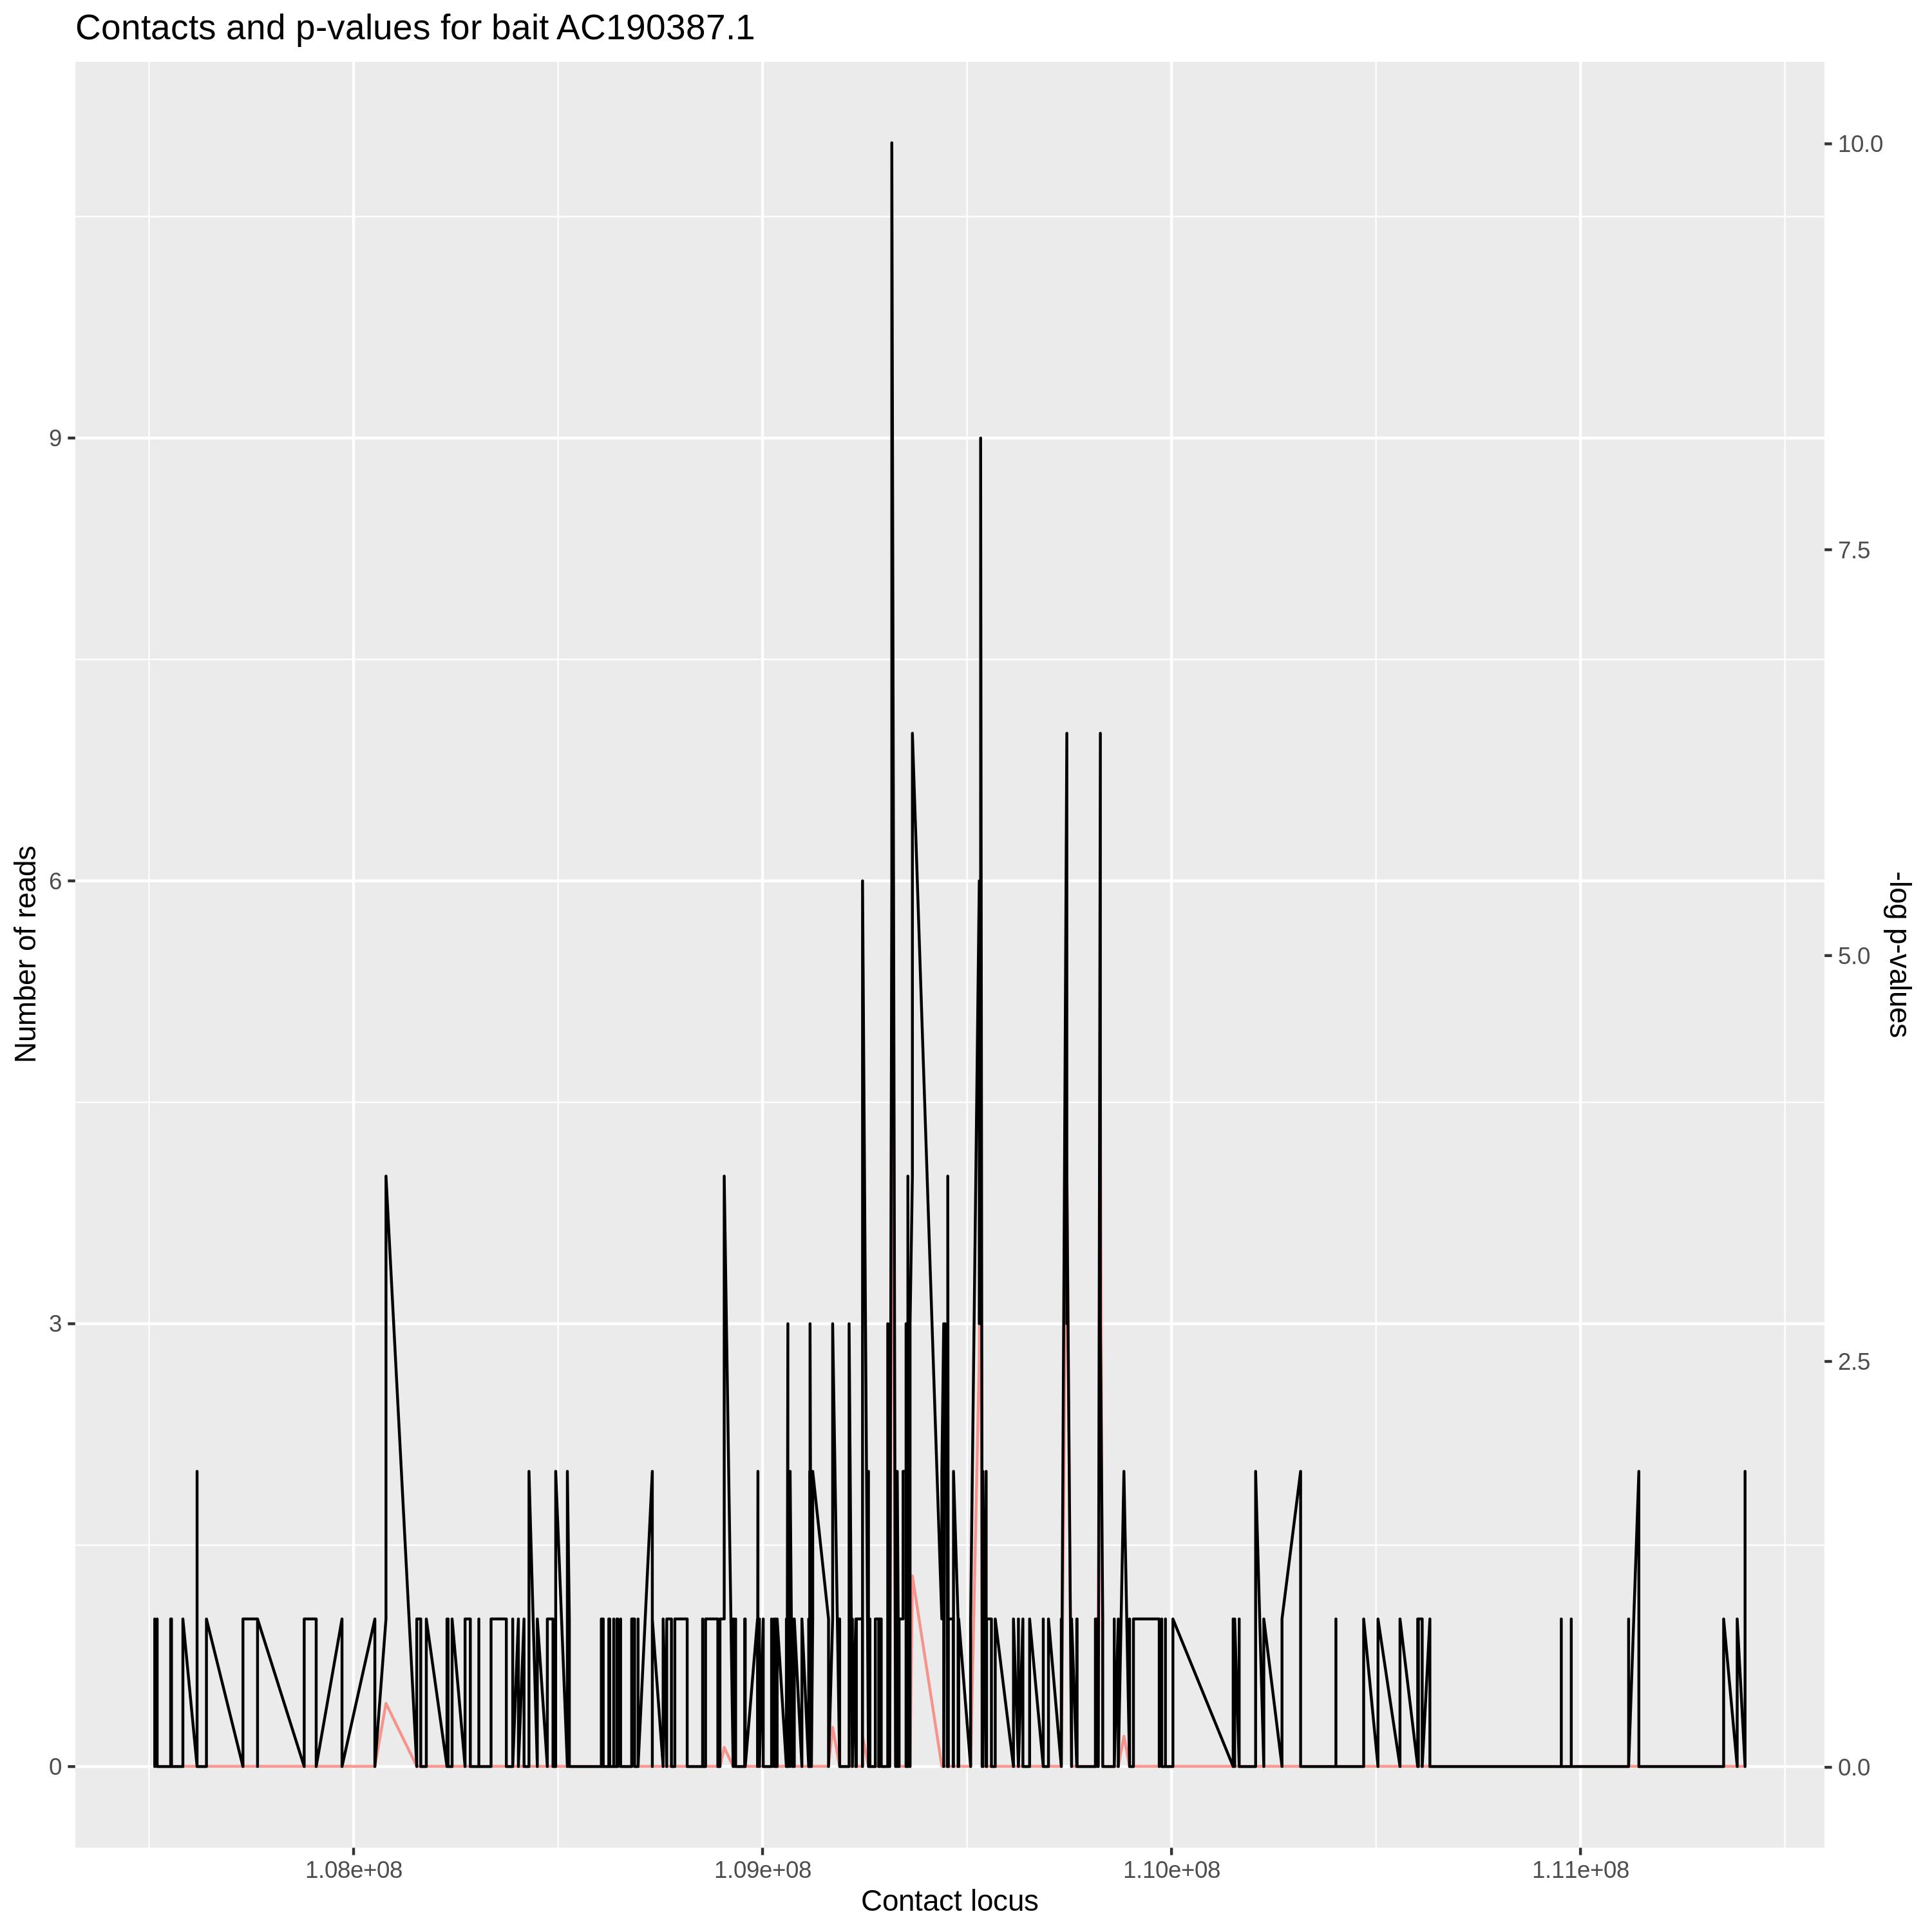 Contacts and p-values for bait AC190387.1
10.0
9
7.5
6
Number of reads
-log p-values
5.0
3
2.5
0
0.0
1.08e+08
1.09e+08
1.10e+08
1.11e+08
Contact locus